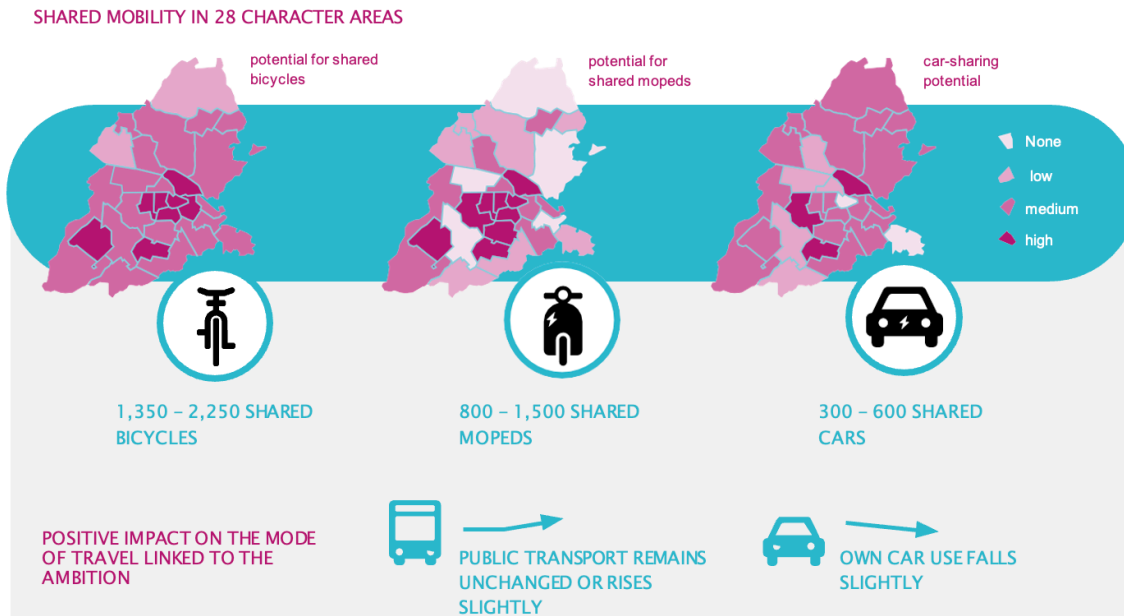 SHARED MOBILITY IN 28 CHARACTER AREAS
potential for shared
bicycles
potential for
shared mopeds
car-sharing
potential
None
low
medium
high
1,350 – 2,250 SHARED
BICYCLES
800 – 1,500 SHARED
MOPEDS
300 – 600 SHARED
CARS
POSITIVE IMPACT ON THE MODE
OF TRAVEL LINKED TO THE
AMBITION
PUBLIC TRANSPORT REMAINS
UNCHANGED OR RISES
SLIGHTLY
OWN CAR USE FALLS
SLIGHTLY